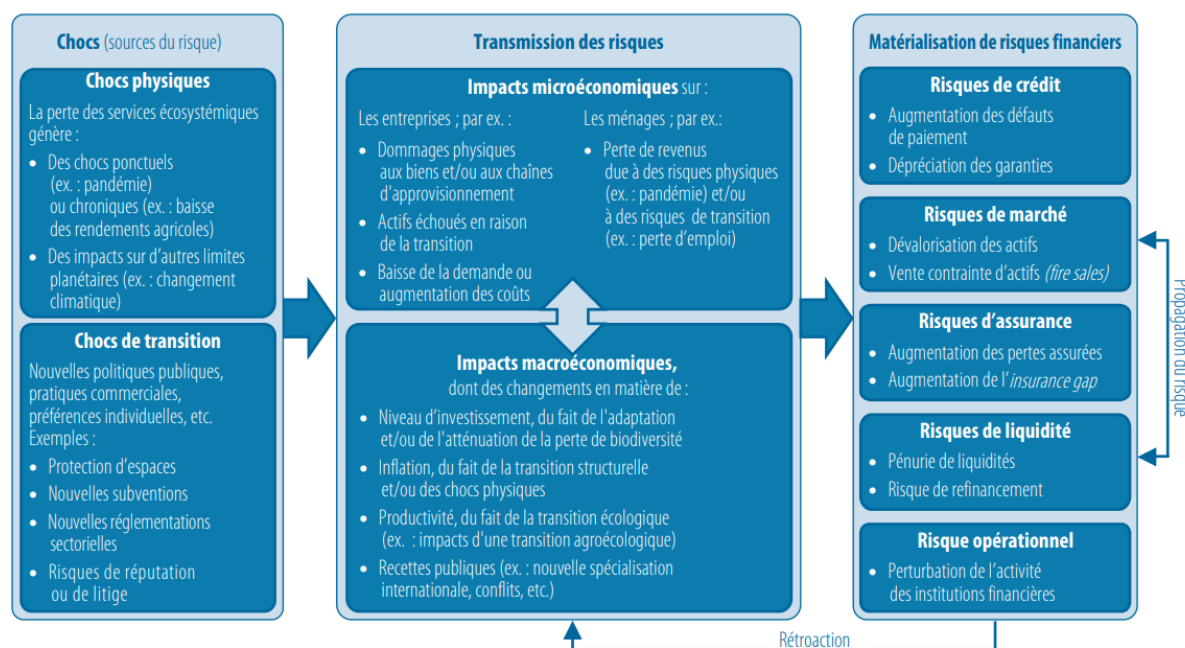 Chocs (sources du risque)
Chocs physiques
La perte des services écosystémiques
génère :
• Des chocs ponctuels
(ex. : pandémie)
ou chroniques (ex. : baisse
des rendements agricoles)
• Des impacts sur d'autres limites
planétaires (ex. : changement
climatique)
Chocs de transition
Nouvelles politiques publiques,
pratiques commerciales,
préférences individuelles, etc.
Exemples :
• Protection d'espaces
• Nouvelles subventions
• Nouvelles réglementations
sectorielles
• Risques de réputation
ou de litige
Transmission des risques
Impacts microéconomiques sur :
Les entreprises ; par ex. :
• Dommages physiques
aux biens et/ou aux chaînes
d'approvisionnement
• Actifs échoués en raison
de la transition
• Baisse de la demande ou
augmentation des coûts
Les ménages ; par ex.:
• Perte de revenus
due à des risques physiques
(ex. : pandémie) et/ou
à des risques de transition
(ex. : perte d'emploi)
Impacts macroéconomiques,
dont des changements en matière de :
• Niveau d'investissement, du fait de l'adaptation
et/ou de l'atténuation de la perte de biodiversité
• Inflation, du fait de la transition structurelle
et/ou des chocs physiques
• Productivité, du fait de la transition écologique
(ex. : impacts d'une transition agroécologique)
• Recettes publiques (ex. : nouvelle spécialisation
internationale, conflits, etc.)
Matérialisation de risques financiers
Risques de crédit
• Augmentation des défauts
de paiement
• Dépréciation des garanties
Risques de marché
• Dévalorisation des actifs
• Vente contrainte d'actifs (fire sales)
Risques d'assurance
• Augmentation des pertes assurées
• Augmentation de l'insurance gap
Risques de liquidité
• Pénurie de liquidités
• Risque de refinancement
Risque opérationnel
• Perturbation de l'activité
des institutions financières
Propagation du risque
Rétroaction